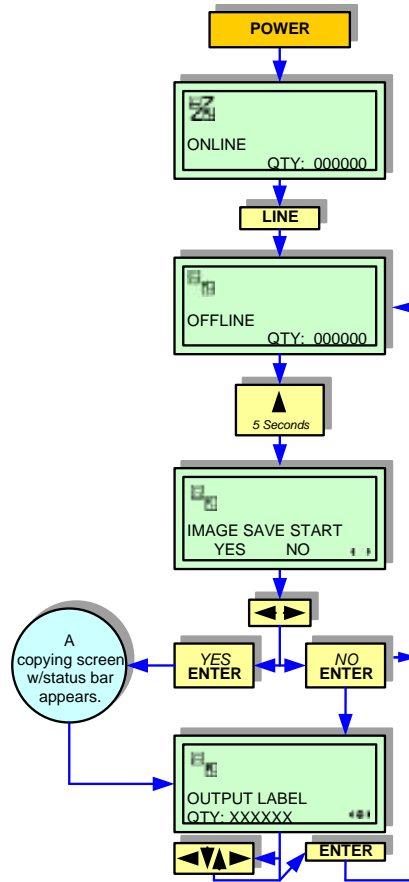 POWER
ONLINE
QTY: 000000
LINE
OFFLINE
QTY: 000000
5 Seconds
IMAGE SAVE START
YES NO
A
copying screen
w/status bar
appears.
YES
ENTER
NO
ENTER
OUTPUT LABEL
QTY: XXXXXX
ENTER